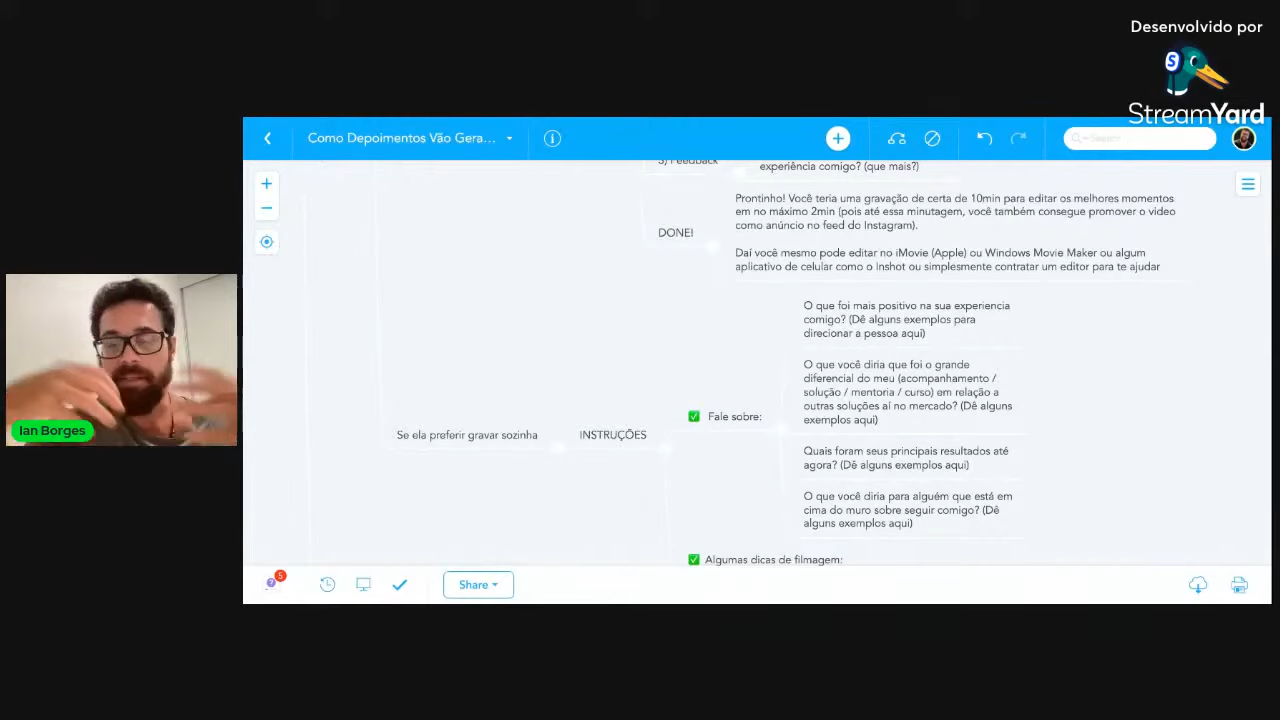 Desenvolvido por
StreamYard
Como Depoimentos Vão Gera...
Search
3) Feedback
experiência comigo? (que mais?)
DONE!
Prontinho! Você teria uma gravação de certa de 10min para editar os melhores momentos
em no máximo 2min (pois até essa minutagem, você também consegue promover o video
como anúncio no feed do Instagram).
Daí você mesmo pode editar no iMovie (Apple) ou Windows Movie Maker ou algum
aplicativo de celular como o Inshot ou simplesmente contratar um editor para te ajudar
O que foi mais positivo na sua experiencia
comigo? (Dê alguns exemplos para
direcionar a pessoa aqui)
O que você diria que foi o grande
diferencial do meu (acompanhamento /
solução / mentoria / curso) em relação a
outras soluções aí no mercado? (Dê alguns
exemplos aqui)
Fale sobre:
Ian Borges
Se ela preferir gravar sozinha
INSTRUÇÕES
Quais foram seus principais resultados até
agora? (Dê alguns exemplos aqui)
O que você diria para alguém que está em
cima do muro sobre seguir comigo? (Dê
alguns exemplos aqui)
Algumas dicas de filmagem:
5
Share